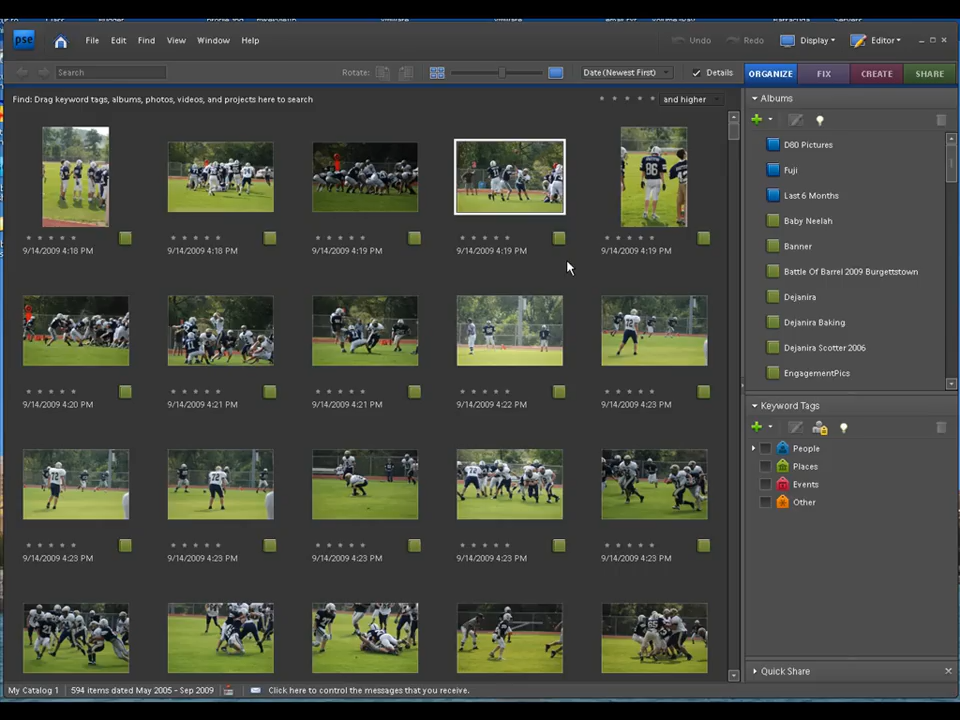 pse File Edit Find View Window Help Undo Redo Display Editor
Search Rotate: Date (Newest First) Details ORGANIZE FIX CREATE SHARE
Find: Drag keyword tags, albums, photos, videos, and projects here to search and higher
Albums
D80 Pictures
Fuji
Last 6 Months
Baby Neelah
Banner
Battle Of Barrel 2009 Burgettstown
Dejanira
Dejanira Baking
Dejanira Scotter 2006
EngagementPics
9/14/2009 4:18 PM 9/14/2009 4:18 PM 9/14/2009 4:19 PM 9/14/2009 4:19 PM 9/14/2009 4:19 PM
86
9/14/2009 4:20 PM 9/14/2009 4:21 PM 9/14/2009 4:21 PM 9/14/2009 4:22 PM 9/14/2009 4:23 PM
Keyword Tags
People
Places
Events
Other
9/14/2009 4:23 PM 9/14/2009 4:23 PM 9/14/2009 4:23 PM 9/14/2009 4:23 PM 9/14/2009 4:23 PM
Quick Share
My Catalog 1 594 items dated May 2005 - Sep 2009 Click here to control the messages that you receive.